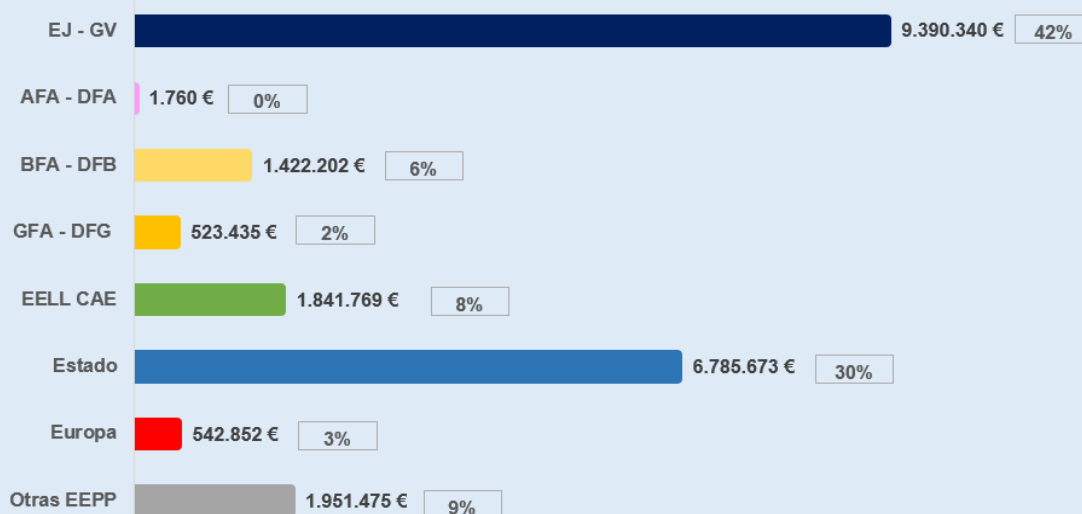 EJ - GV 9.390.340 € 42%
AFA - DFA 1.760 € 0%
BFA - DFB 1.422.202 € 6%
GFA - DFG 523.435 € 2%
EELL CAE 1.841.769 € 8%
Estado 6.785.673 € 30%
Europa 542.852 € 3%
Otras EEPP 1.951.475 € 9%